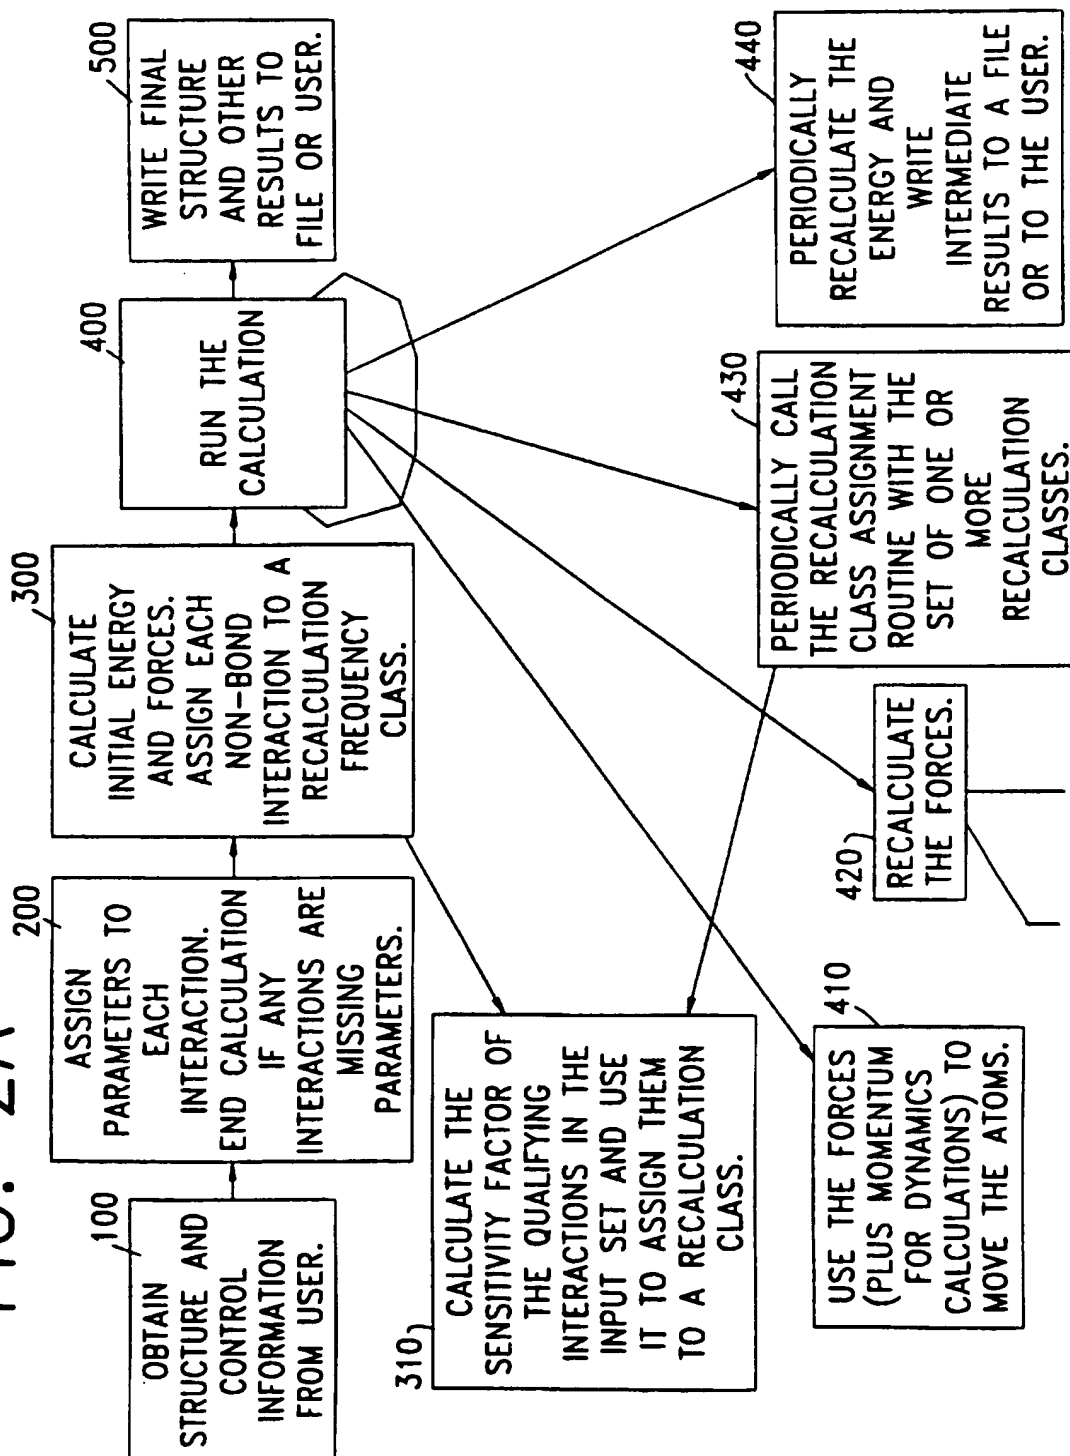 FIG. 2A
100
OBTAIN
STRUCTURE AND
CONTROL
INFORMATION
FROM USER.
200
ASSIGN
PARAMETERS TO
EACH
INTERACTION.
END CALCULATION
IF ANY
INTERACTIONS ARE
MISSING
PARAMETERS.
300
CALCULATE
INITIAL ENERGY
AND FORCES.
ASSIGN EACH
NON-BOND
INTERACTION TO A
RECALCULATION
FREQUENCY
CLASS.
400
RUN THE
CALCULATION
500
WRITE FINAL
STRUCTURE
AND OTHER
RESULTS TO
FILE OR USER.
310
CALCULATE THE
SENSITIVITY FACTOR OF
THE QUALIFYING
INTERACTIONS IN THE
INPUT SET AND USE
IT TO ASSIGN THEM
TO A RECALCULATION
CLASS.
410
USE THE FORCES
(PLUS MOMENTUM
FOR DYNAMICS
CALCULATIONS) TO
MOVE THE ATOMS.
420
RECALCULATE
THE FORCES.
430
PERIODICALLY CALL
THE RECALCULATION
CLASS ASSIGNMENT
ROUTINE WITH THE
SET OF ONE OR
MORE
RECALCULATION
CLASSES.
440
PERIODICALLY
RECALCULATE THE
ENERGY AND
WRITE
INTERMEDIATE
RESULTS TO A FILE
OR TO THE USER.